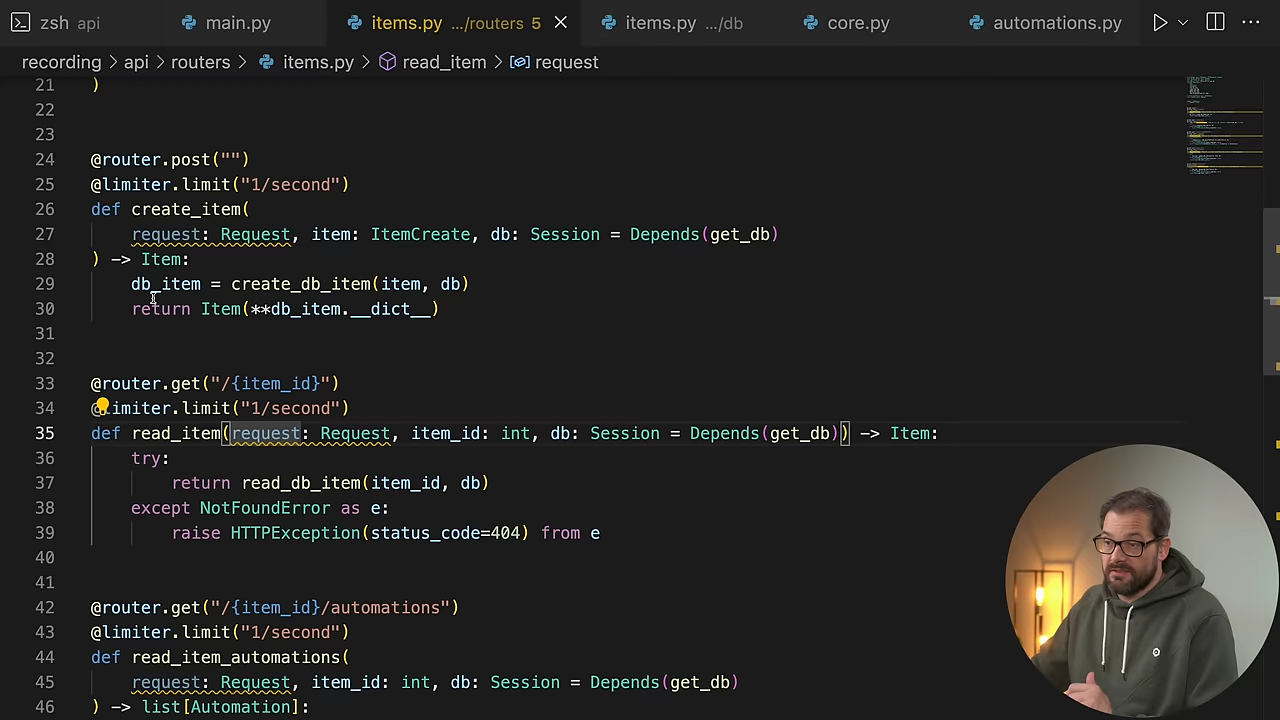 zsh api main.py items.py .../routers 5 items.py .../db core.py automations.py
recording > api > routers > items.py > read_item > request
21 )
22
23
24 @router.post("")
25 @limiter.limit("1/second")
26 def create_item(
27     request: Request, item: ItemCreate, db: Session = Depends(get_db)
28 ) -> Item:
29     db_item = create_db_item(item, db)
30     return Item(**db_item.__dict__)
31
32
33 @router.get("/{item_id}")
34 @limiter.limit("1/second")
35 def read_item(request: Request, item_id: int, db: Session = Depends(get_db)) -> Item:
36     try:
37         return read_db_item(item_id, db)
38     except NotFoundError as e:
39         raise HTTPException(status_code=404) from e
40
41
42 @router.get("/{item_id}/automations")
43 @limiter.limit("1/second")
44 def read_item_automations(
45     request: Request, item_id: int, db: Session = Depends(get_db)
46 ) -> list[Automation]: